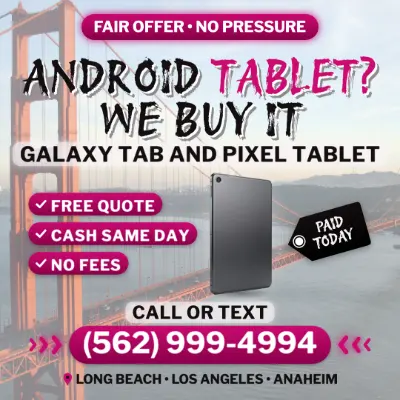 FAIR OFFER • NO PRESSURE
ANDROID TABLET?
WE BUY IT
GALAXY TAB AND PIXEL TABLET
FREE QUOTE
CASH SAME DAY
NO FEES
PAID
TODAY
CALL OR TEXT
(562) 999-4994
LONG BEACH • LOS ANGELES • ANAHEIM